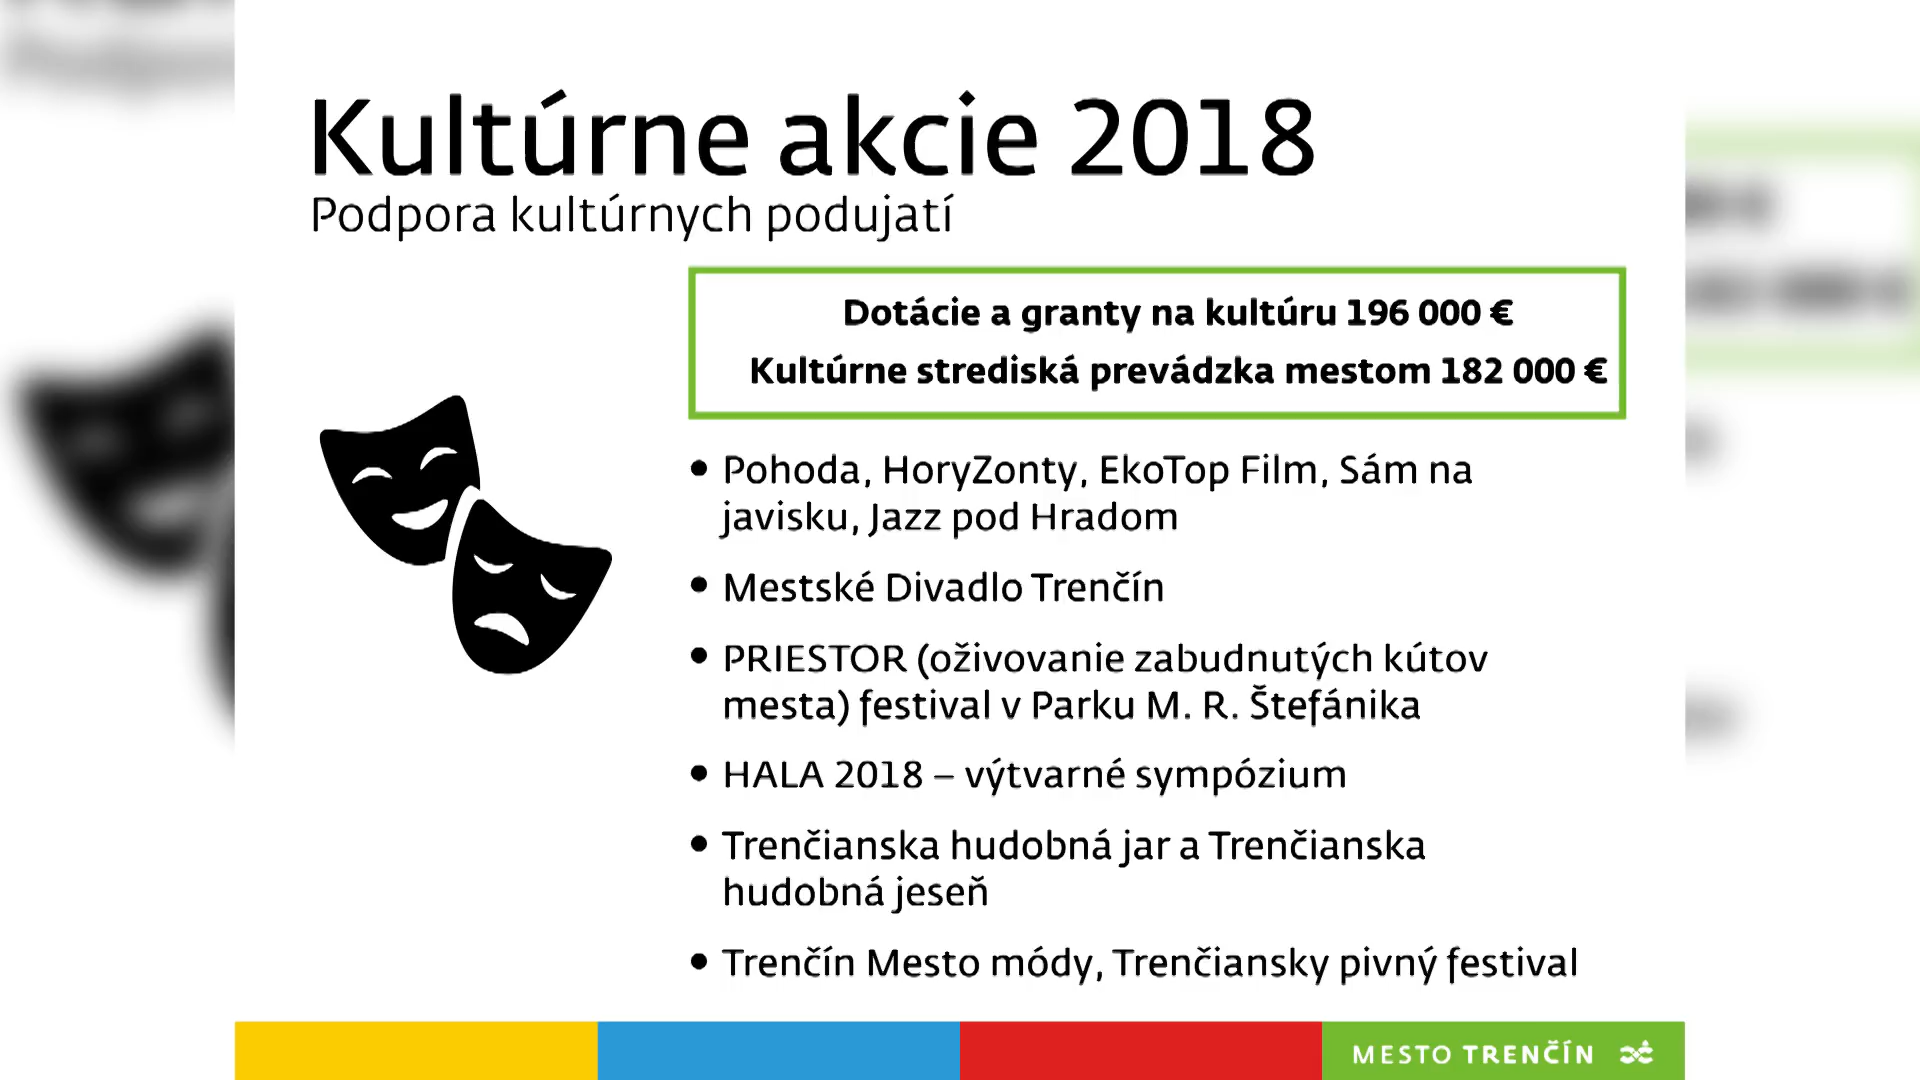 Kultúrne akcie 2018
Podpora kultúrnych podujatí
Dotácie a granty na kultúru 196 000 €
Kultúrne strediská prevádzka mestom 182 000 €
• Pohoda, HoryZonty, EkoTop Film, Sám na
javisku, Jazz pod Hradom
• Mestské Divadlo Trenčín
• PRIESTOR (oživovanie zabudnutých kútov
mesta) festival v Parku M. R. Štefánika
• HALA 2018 – výtvarné sympózium
• Trenčianska hudobná jar a Trenčianska
hudobná jeseň
• Trenčín Mesto módy, Trenčiansky pivný festival
MESTO TRENČÍN